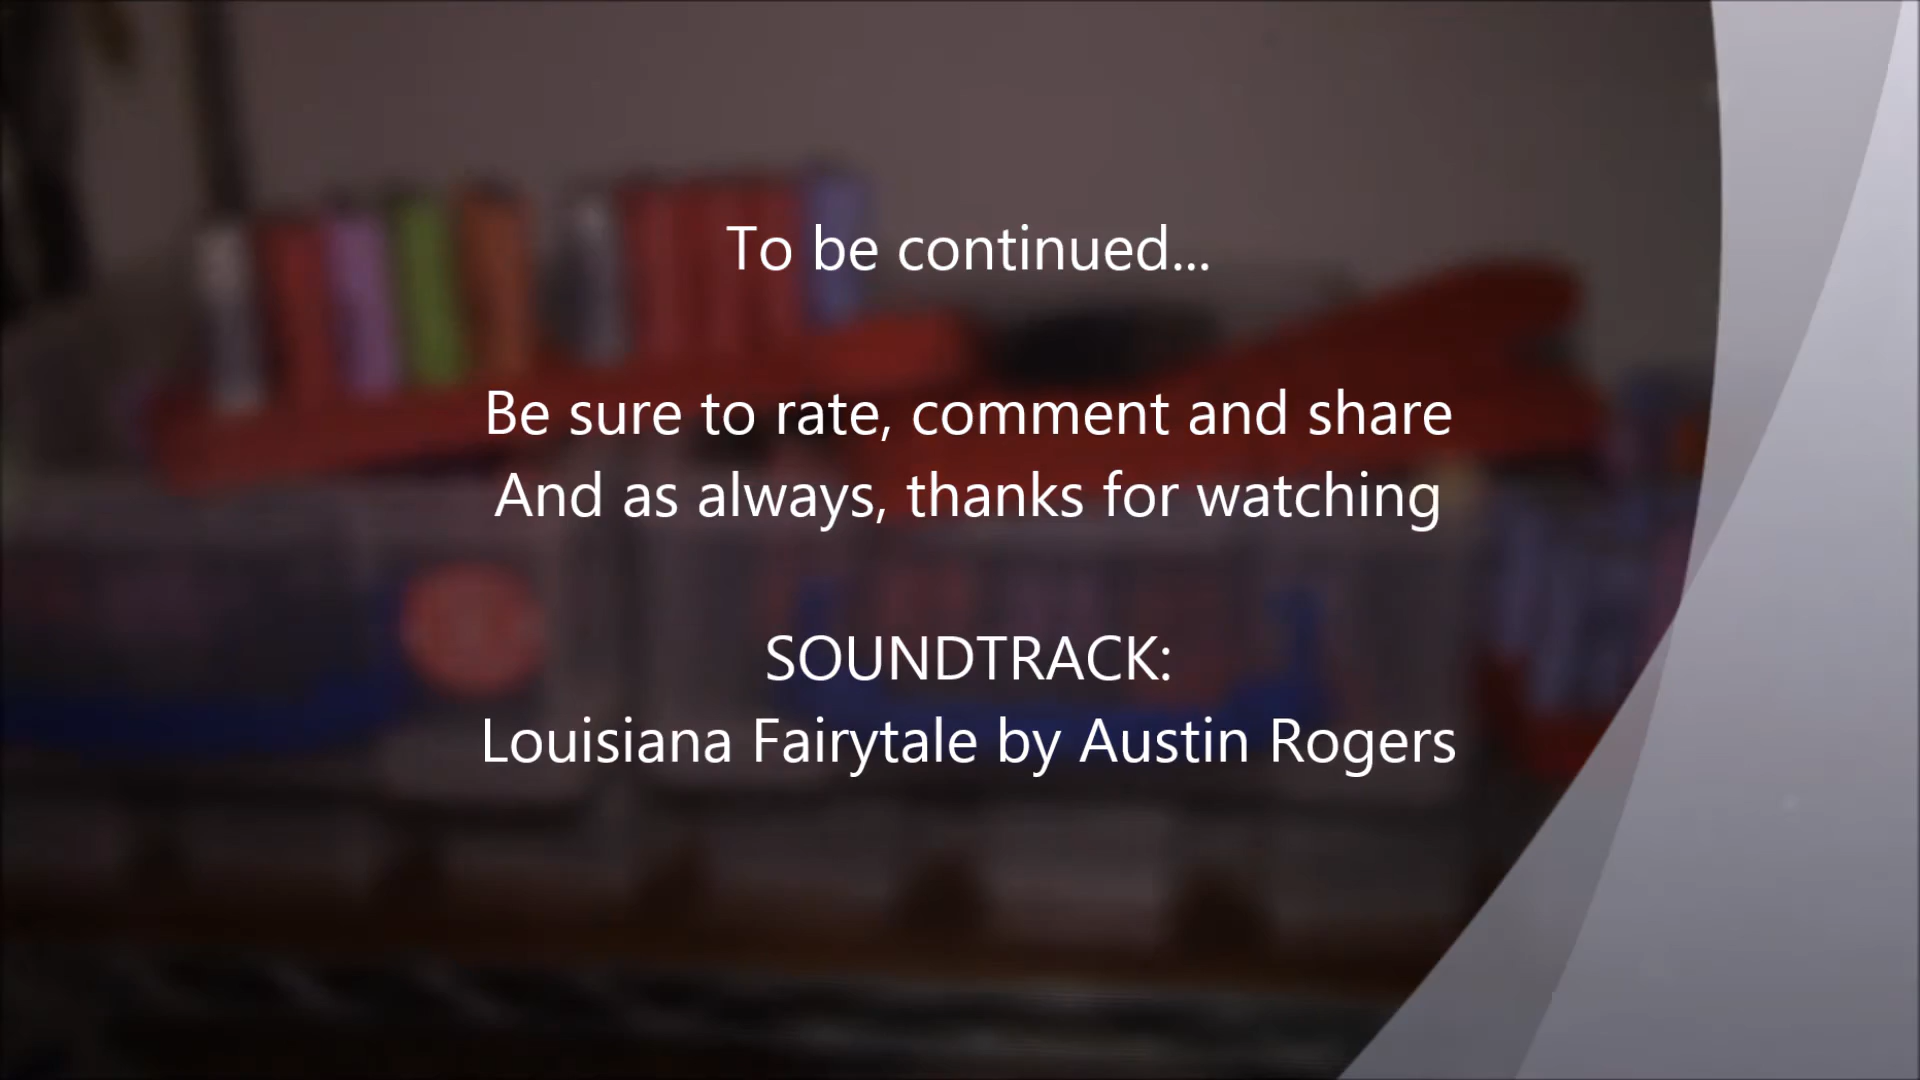 To be continued...
Be sure to rate, comment and share
And as always, thanks for watching
SOUNDTRACK:
Louisiana Fairytale by Austin Rogers